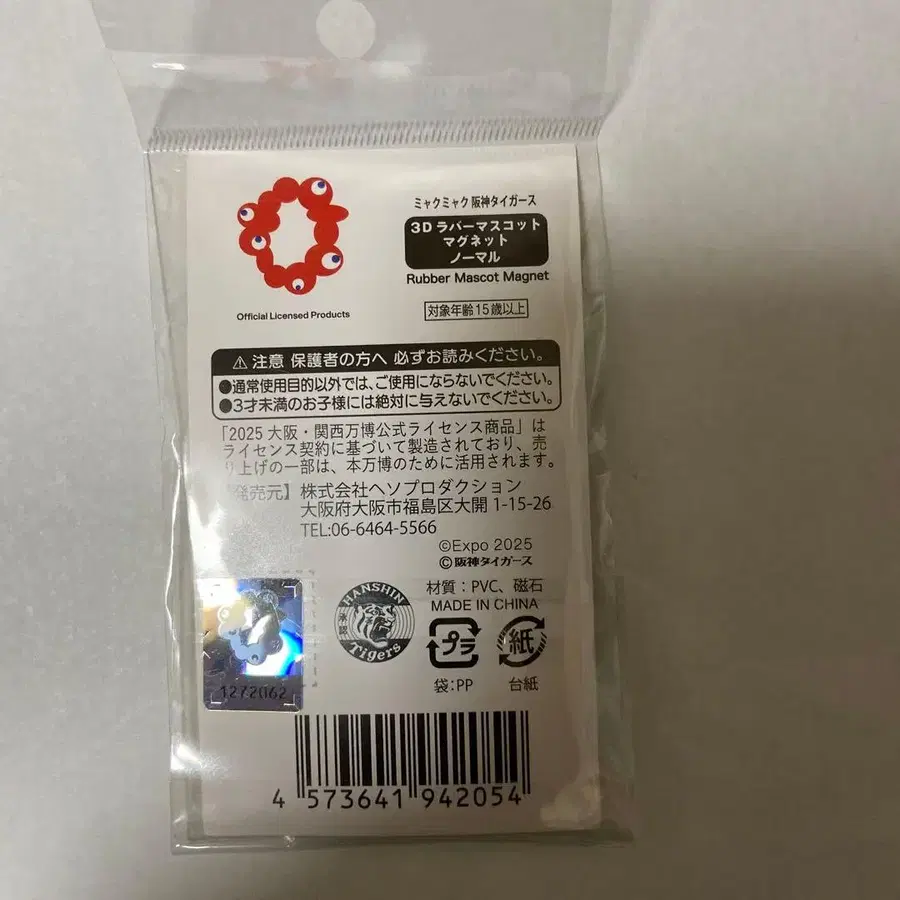 ミャクミャク 阪神タイガース
3D ラバーマスコット
マグネット
ノーマル
Rubber Mascot Magnet
Official Licensed Products
対象年齢15歳以上
⚠注意 保護者の方へ 必ずお読みください。
●通常使用目的以外では、ご使用にならないでください。
●3才未満のお子様には絶対に与えないでください。
「2025 大阪・関西万博公式ライセンス商品」は
ライセンス契約に基づいて製造されており、売
り上げの一部は、本万博のために活用されます。
【発売元】株式会社ヘソプロダクション
大阪府大阪市福島区大開 1-15-26
TEL:06-6464-5566
©Expo 2025
©阪神タイガース
材質:PVC、磁石
MADE IN CHINA
HANSHIN
Tigers
プラ
紙
袋:PP
台紙
1272062
4 573641 942054